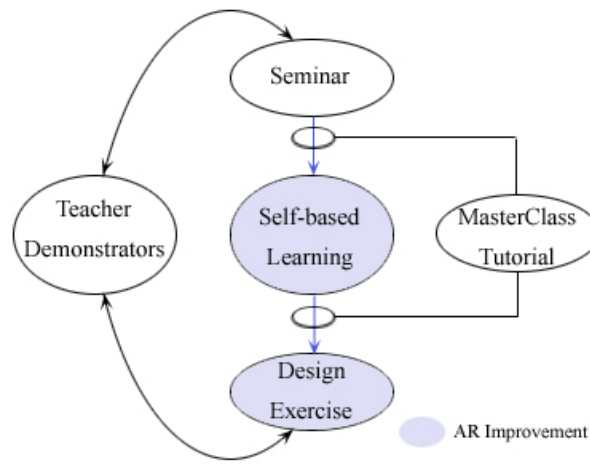 Seminar
Teacher
Demonstrators
Self-based
Learning
MasterClass
Tutorial
Design
Exercise
AR Improvement